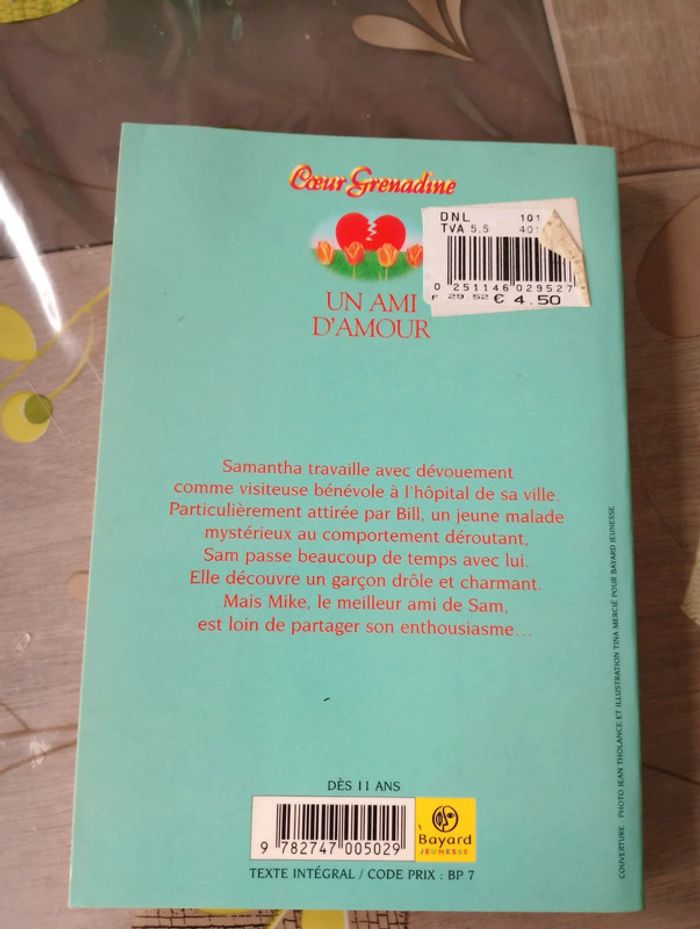 Cœur Grenadine
DNL 101
TVA 5.5 401
0 251146 029527
F 29.52 € 4.50
UN AMI
D'AMOUR
Samantha travaille avec dévouement
comme visiteuse bénévole à l'hôpital de sa ville.
Particulièrement attirée par Bill, un jeune malade
mystérieux au comportement déroutant,
Sam passe beaucoup de temps avec lui.
Elle découvre un garçon drôle et charmant.
Mais Mike, le meilleur ami de Sam,
est loin de partager son enthousiasme...
COUVERTURE : PHOTO JEAN THOLANCE ET ILLUSTRATION TINA MERCIÉ POUR BAYARD JEUNESSE
DÈS 11 ANS
9 782747 005029
Bayard
JEUNESSE
TEXTE INTÉGRAL / CODE PRIX : BP 7